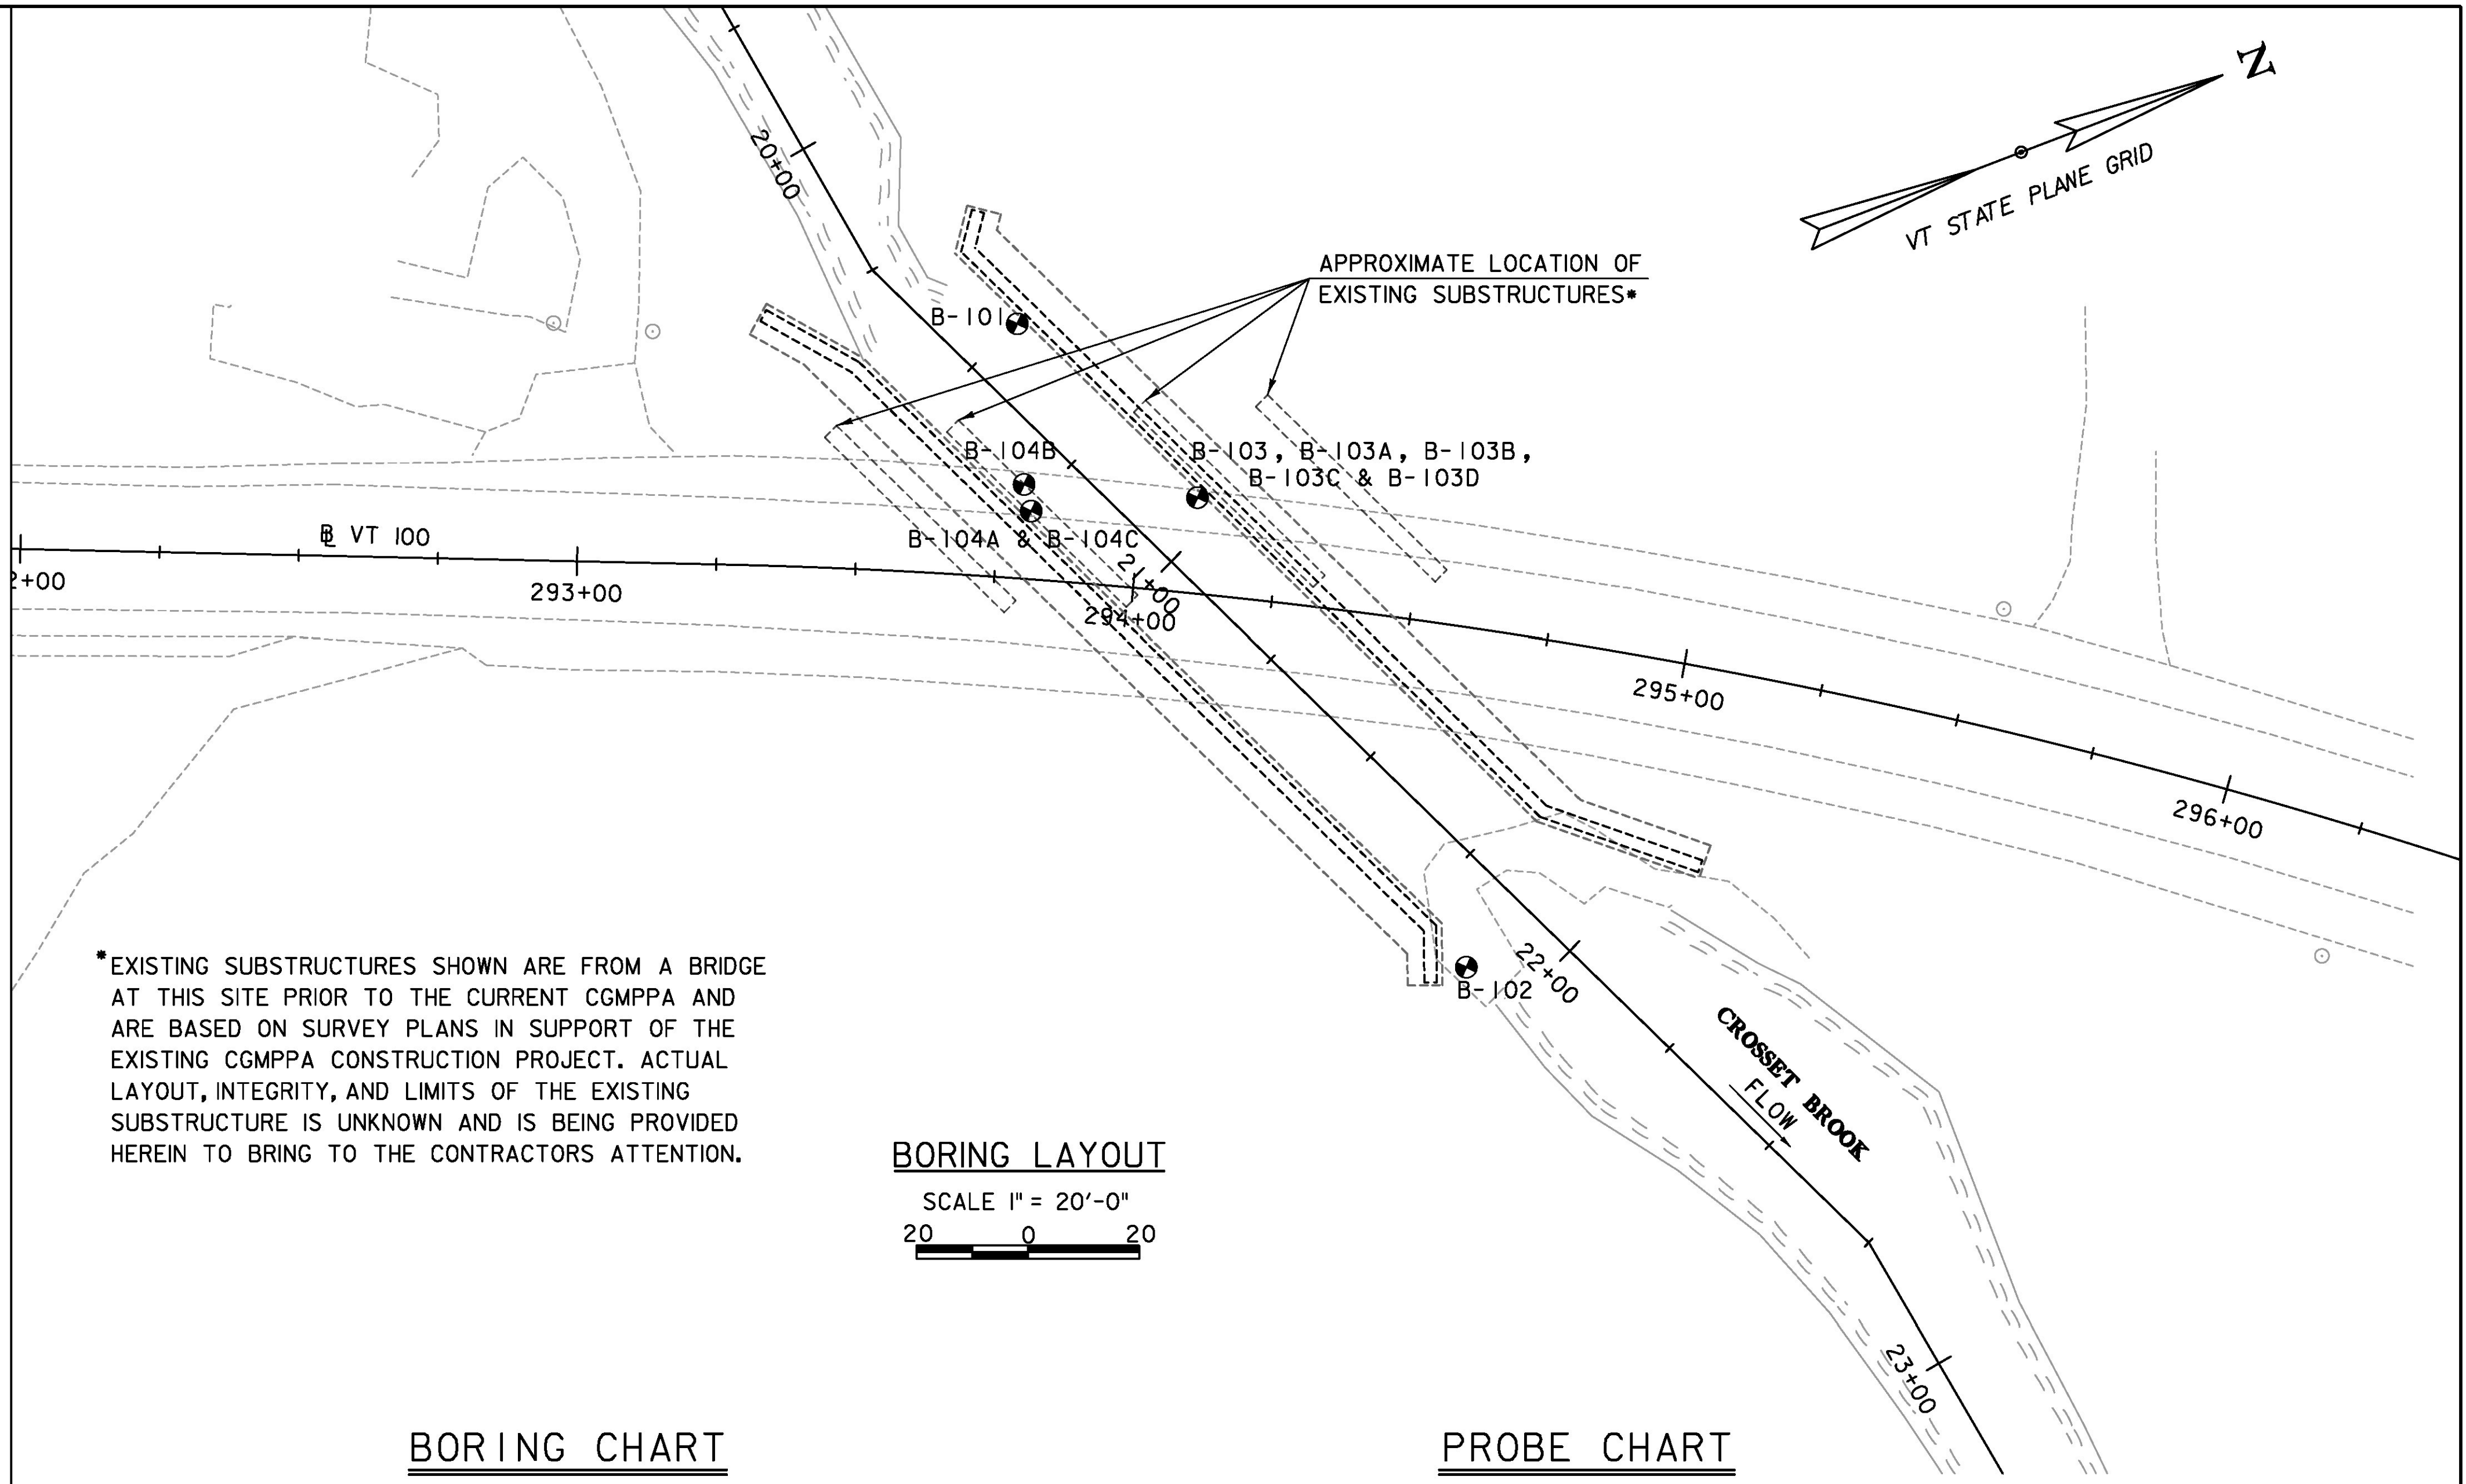 N
VT STATE PLANE GRID
20+00
APPROXIMATE LOCATION OF
EXISTING SUBSTRUCTURES*
B-101
B-104B
B-103, B-103A, B-103B,
B-103C & B-103D
BL VT 100
B-104A & B-104C
21+00
2+00
293+00
294+00
295+00
296+00
22+00
B-102
CROSSET BROOK
FLOW
*EXISTING SUBSTRUCTURES SHOWN ARE FROM A BRIDGE
AT THIS SITE PRIOR TO THE CURRENT CGMPPA AND
ARE BASED ON SURVEY PLANS IN SUPPORT OF THE
EXISTING CGMPPA CONSTRUCTION PROJECT. ACTUAL
LAYOUT, INTEGRITY, AND LIMITS OF THE EXISTING
SUBSTRUCTURE IS UNKNOWN AND IS BEING PROVIDED
HEREIN TO BRING TO THE CONTRACTORS ATTENTION.
BORING LAYOUT
SCALE 1" = 20'-0"
20 0 20
23+00
BORING CHART
PROBE CHART